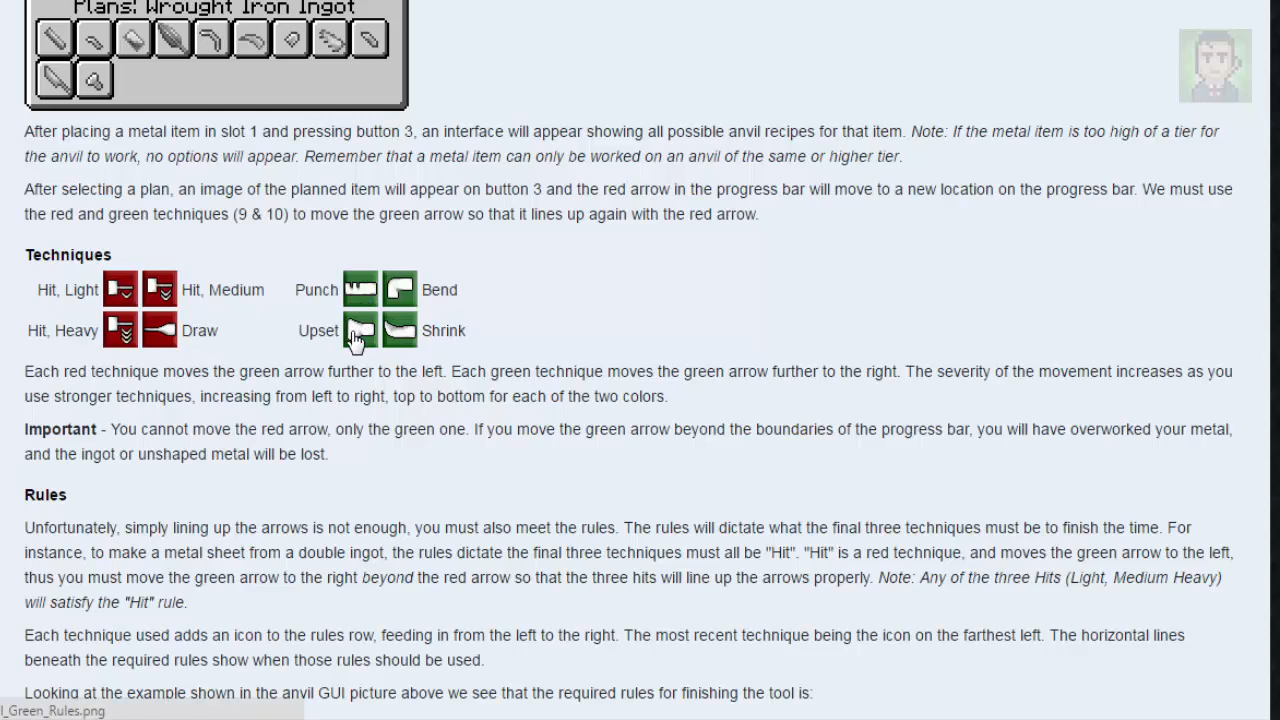 Plans: Wrought Iron Ingot
After placing a metal item in slot 1 and pressing button 3, an interface will appear showing all possible anvil recipes for that item. Note: If the metal item is too high of a tier for
the anvil to work, no options will appear. Remember that a metal item can only be worked on an anvil of the same or higher tier.
After selecting a plan, an image of the planned item will appear on button 3 and the red arrow in the progress bar will move to a new location on the progress bar. We must use
the red and green techniques (9 & 10) to move the green arrow so that it lines up again with the red arrow.
Techniques
Hit, Light Hit, Medium Punch Bend
Hit, Heavy Draw Upset Shrink
Each red technique moves the green arrow further to the left. Each green technique moves the green arrow further to the right. The severity of the movement increases as you
use stronger techniques, increasing from left to right, top to bottom for each of the two colors.
Important - You cannot move the red arrow, only the green one. If you move the green arrow beyond the boundaries of the progress bar, you will have overworked your metal,
and the ingot or unshaped metal will be lost.
Rules
Unfortunately, simply lining up the arrows is not enough, you must also meet the rules. The rules will dictate what the final three techniques must be to finish the time. For
instance, to make a metal sheet from a double ingot, the rules dictate the final three techniques must all be "Hit". "Hit" is a red technique, and moves the green arrow to the left,
thus you must move the green arrow to the right beyond the red arrow so that the three hits will line up the arrows properly. Note: Any of the three Hits (Light, Medium Heavy)
will satisfy the "Hit" rule.
Each technique used adds an icon to the rules row, feeding in from the left to the right. The most recent technique being the icon on the farthest left. The horizontal lines
beneath the required rules show when those rules should be used.
Looking at the example shown in the anvil GUI picture above we see that the required rules for finishing the tool is:
l_Green_Rules.png